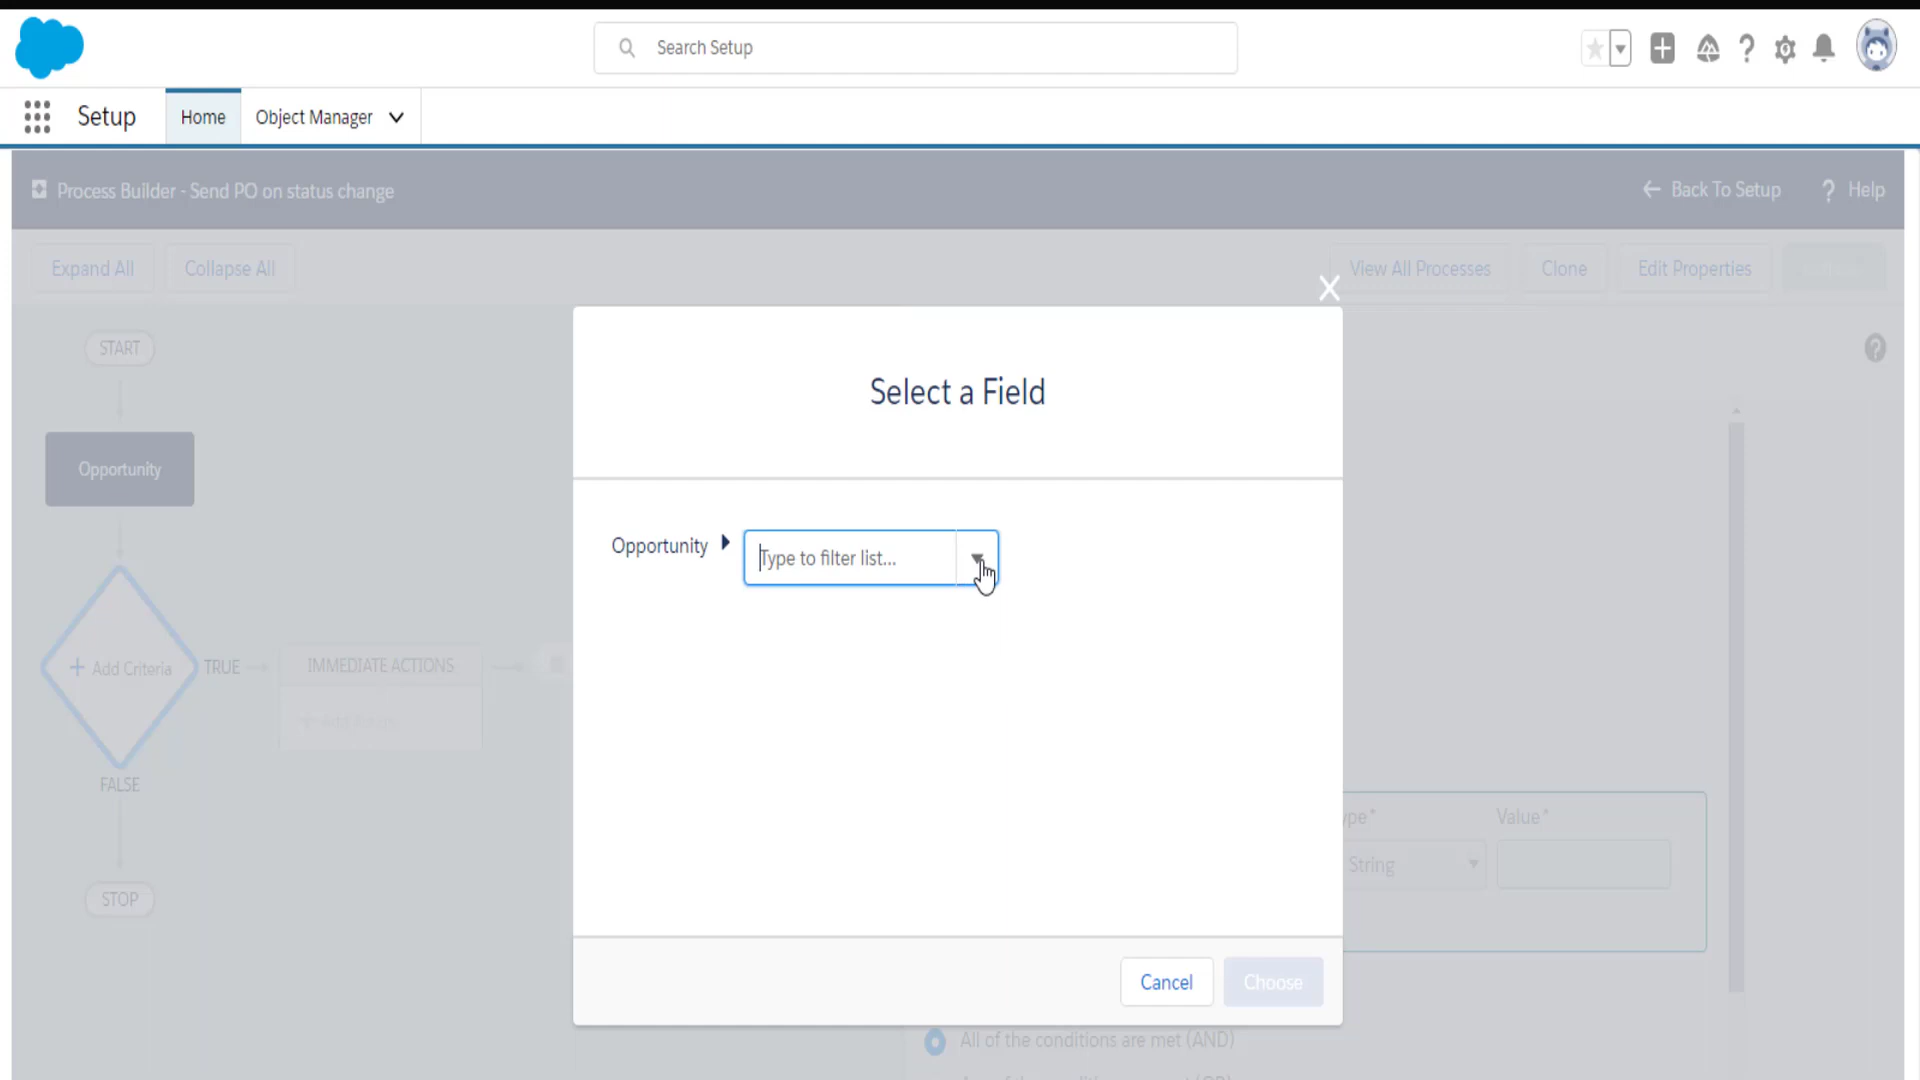 Search Setup
Setup
Home
Object Manager
Process Builder - Send PO on status change
Back To Setup
? Help
Expand All
Collapse All
View All Processes
Clone
Edit Properties
START
Select a Field
Opportunity
Opportunity
Type to filter list...
+ Add Criteria
TRUE
IMMEDIATE ACTIONS
FALSE
ype*
Value*
String
STOP
Cancel
Choose
All of the conditions are met (AND)